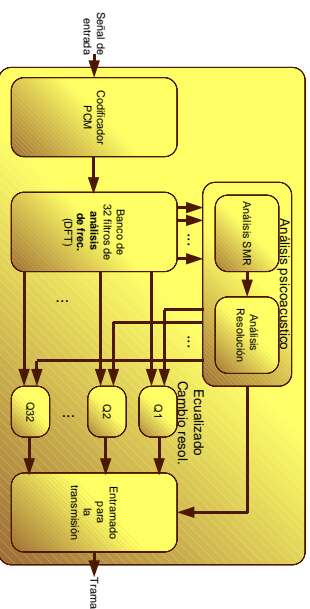 Señal de
entrada
Codificador
PCM
Banco de
32 filtros de
análisis
de frec.
(DFT)
...
...
Análisis psicoacustico
Análisis SMR
Análisis
Resolución
...
Ecualizado
Cambio resol.
Q1
Q2
...
Q32
Entramado
para
la
transmisión
Trama